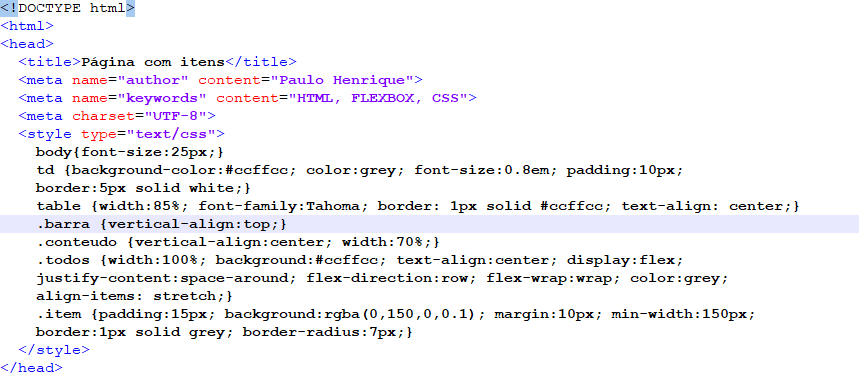 <!DOCTYPE html>
<html>
<head>
<title>Página com itens</title>
<meta name="author" content="Paulo Henrique">
<meta name="keywords" content="HTML, FLEXBOX, CSS">
<meta charset="UTF-8">
<style type="text/css">
body{font-size:25px;}
td {background-color:#ccffcc; color:grey; font-size:0.8em; padding:10px;
border:5px solid white;}
table {width:85%; font-family:Tahoma; border: 1px solid #ccffcc; text-align: center;}
.barra {vertical-align:top;}
.conteudo {vertical-align:center; width:70%;}
.todos {width:100%; background:#ccffcc; text-align:center; display:flex;
justify-content:space-around; flex-direction:row; flex-wrap:wrap; color:grey;
align-items: stretch;}
.item {padding:15px; background:rgba(0,150,0,0.1); margin:10px; min-width:150px;
border:1px solid grey; border-radius:7px;}
</style>
</head>